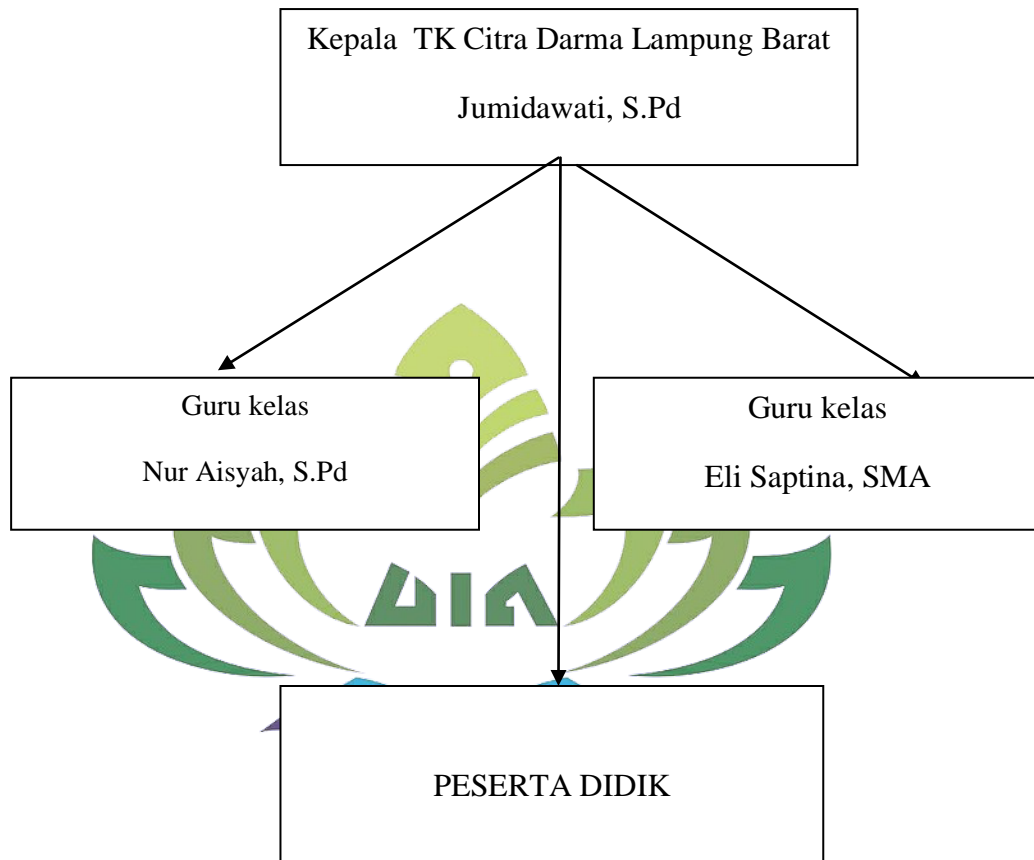 Kepala  TK Citra Darma Lampung Barat
Jumidawati, S.Pd
Guru kelas
Nur Aisyah, S.Pd
Guru kelas
Eli Saptina, SMA
UIN
PESERTA DIDIK